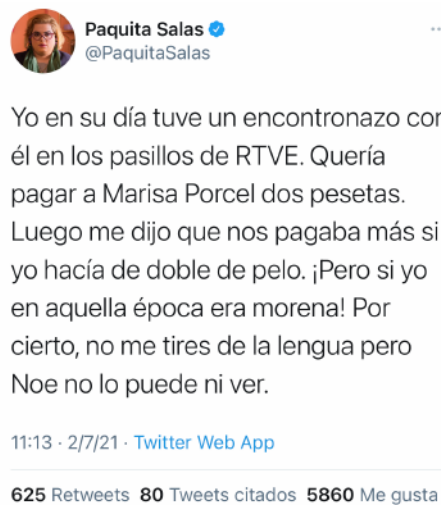 Paquita Salas
@PaquitaSalas
Yo en su día tuve un encontronazo con
él en los pasillos de RTVE. Quería
pagar a Marisa Porcel dos pesetas.
Luego me dijo que nos pagaba más si
yo hacía de doble de pelo. ¡Pero si yo
en aquella época era morena! Por
cierto, no me tires de la lengua pero
Noe no lo puede ni ver.
11:13 · 2/7/21 · Twitter Web App
625 Retweets 80 Tweets citados 5860 Me gusta